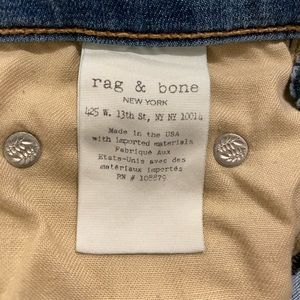 rag & bone
NEW YORK
425 W. 13th St, NY NY 10014
Made in the USA
with imported materials
Fabriqué Aux
Etats-Unis avec des
matériaux importés
RN # 108879